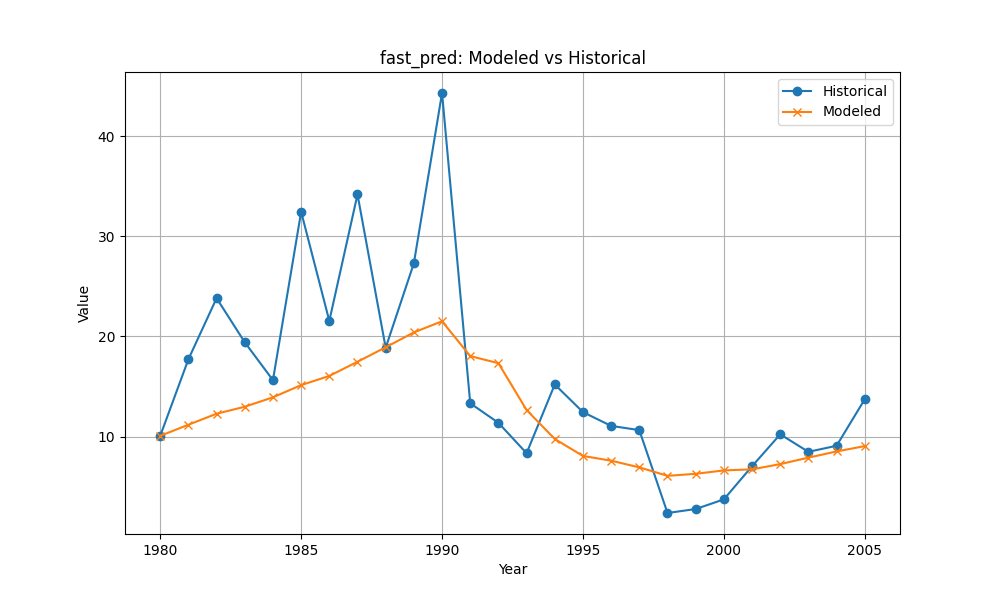 fast_pred: Modeled vs Historical
Historical
Modeled
40
30
20
10
Value
1980
1985
1990
1995
2000
2005
Year